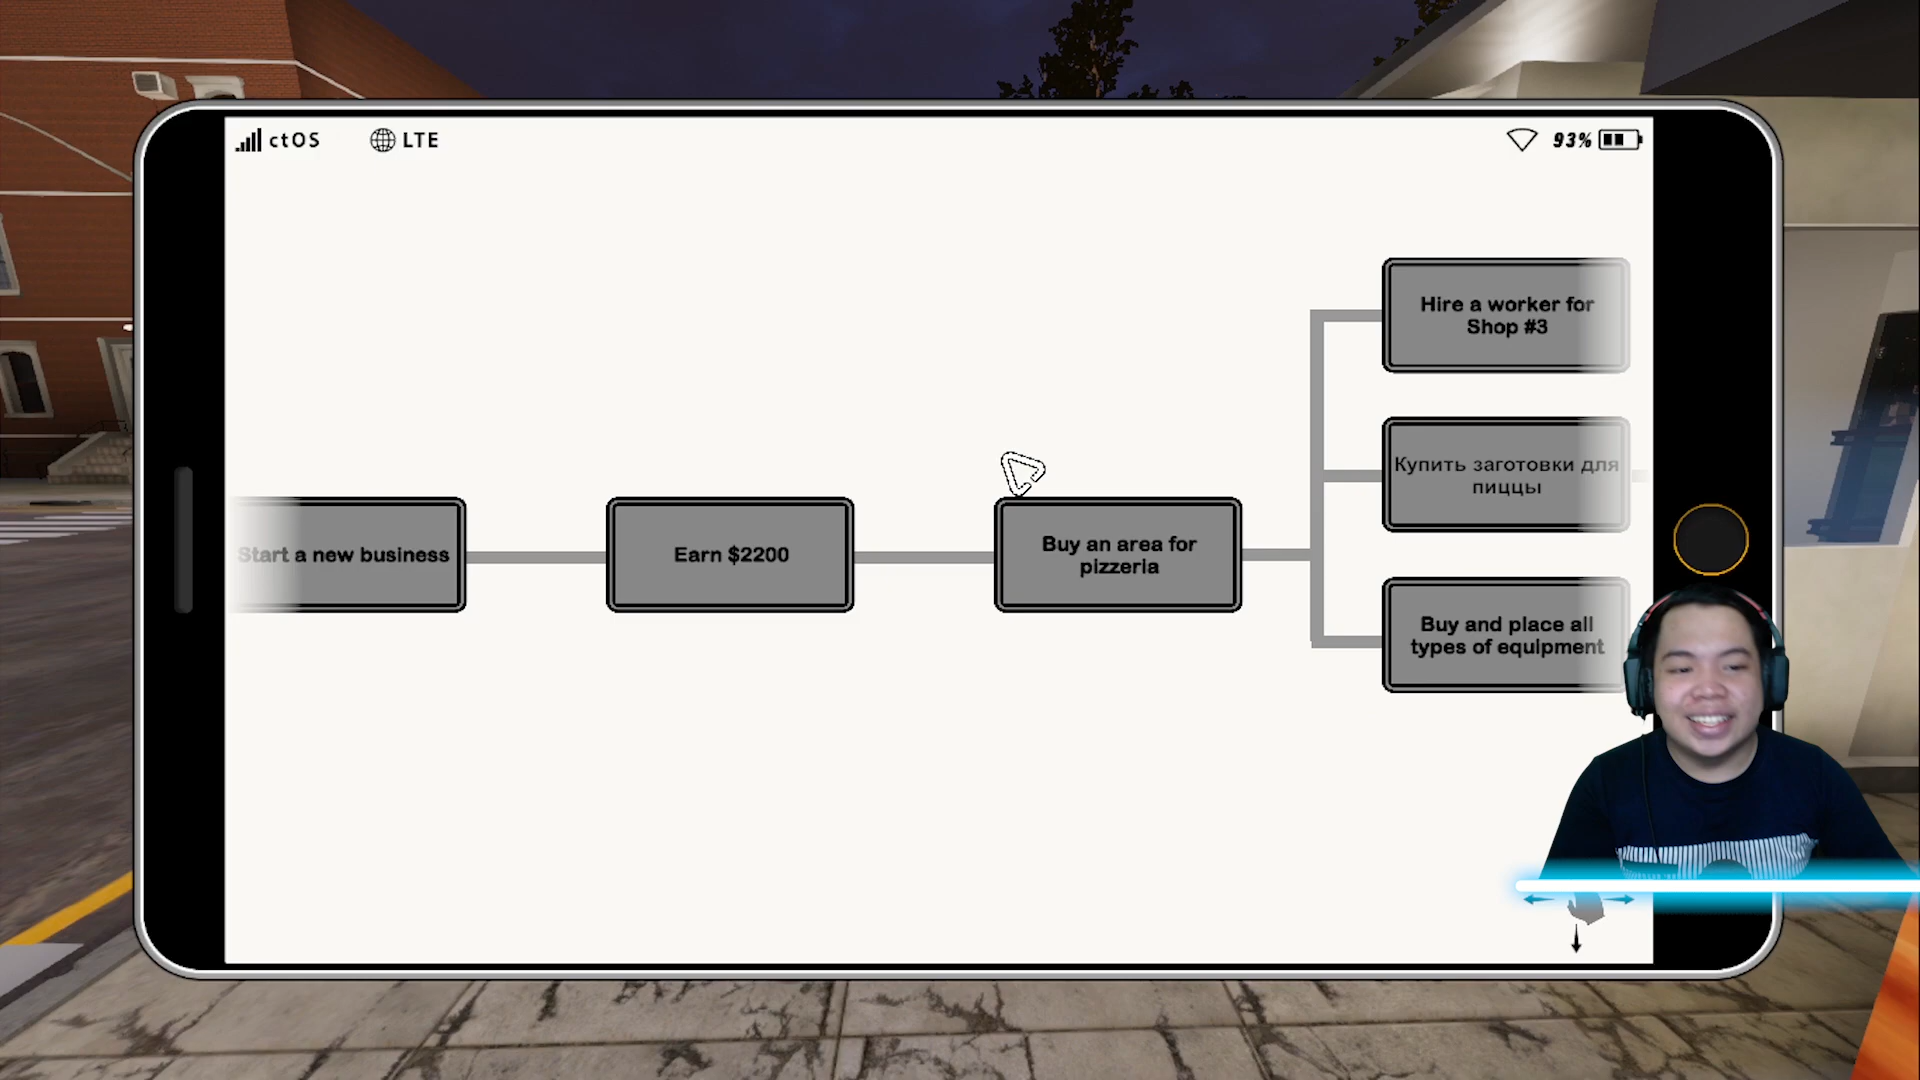 ctOS LTE 93%
Hire a worker for
Shop #3
Купить заготовки для
пиццы
Start a new business
Earn $2200
Buy an area for
pizzeria
Buy and place all
types of equipment